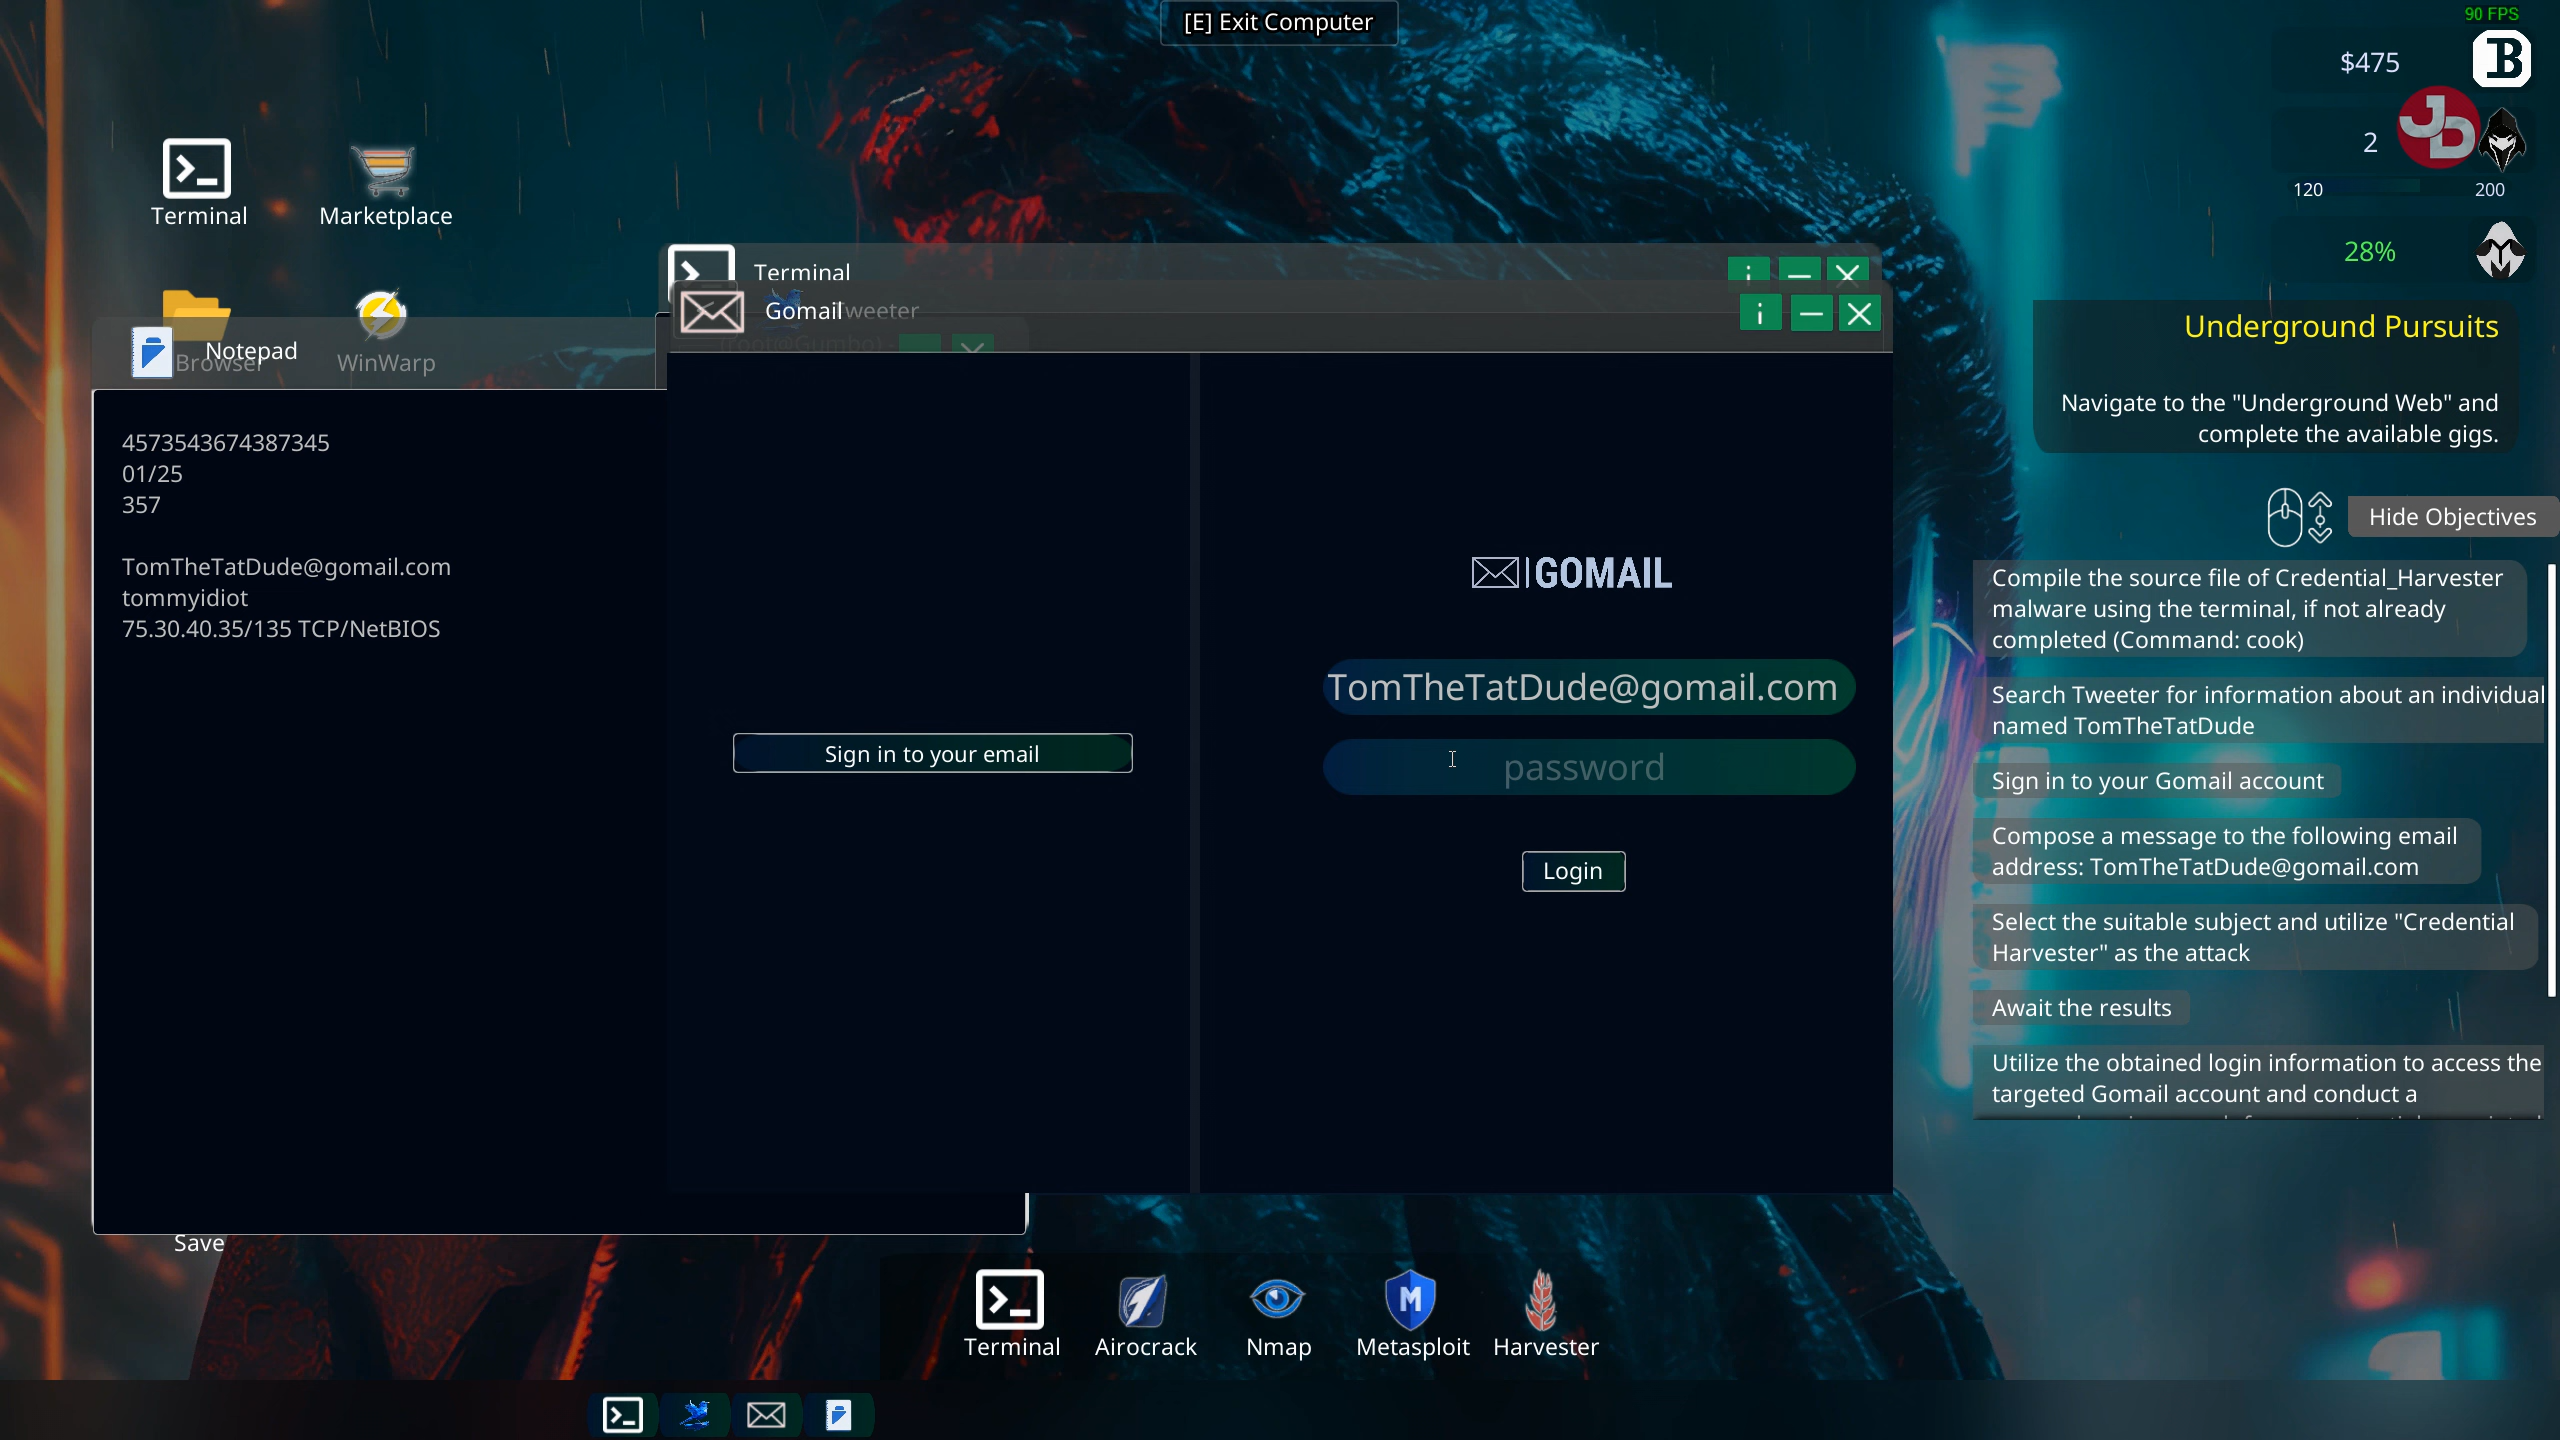 [E] Exit Computer
90 FPS
$475
B
2
JD
120
200
28%
Terminal
Marketplace
Browser
WinWarp
Terminal
Gomail
Tweeter
Notepad
4573543674387345
01/25
357
TomTheTatDude@gomail.com
tommyidiot
75.30.40.35/135 TCP/NetBIOS
Sign in to your email
GOMAIL
TomTheTatDude@gomail.com
password
Login
Save
Underground Pursuits
Navigate to the "Underground Web" and
complete the available gigs.
Hide Objectives
Compile the source file of Credential_Harvester
malware using the terminal, if not already
completed (Command: cook)
Search Tweeter for information about an individual
named TomTheTatDude
Sign in to your Gomail account
Compose a message to the following email
address: TomTheTatDude@gomail.com
Select the suitable subject and utilize "Credential
Harvester" as the attack
Await the results
Utilize the obtained login information to access the
targeted Gomail account and conduct a
Terminal
Airocrack
Nmap
M
Metasploit
Harvester